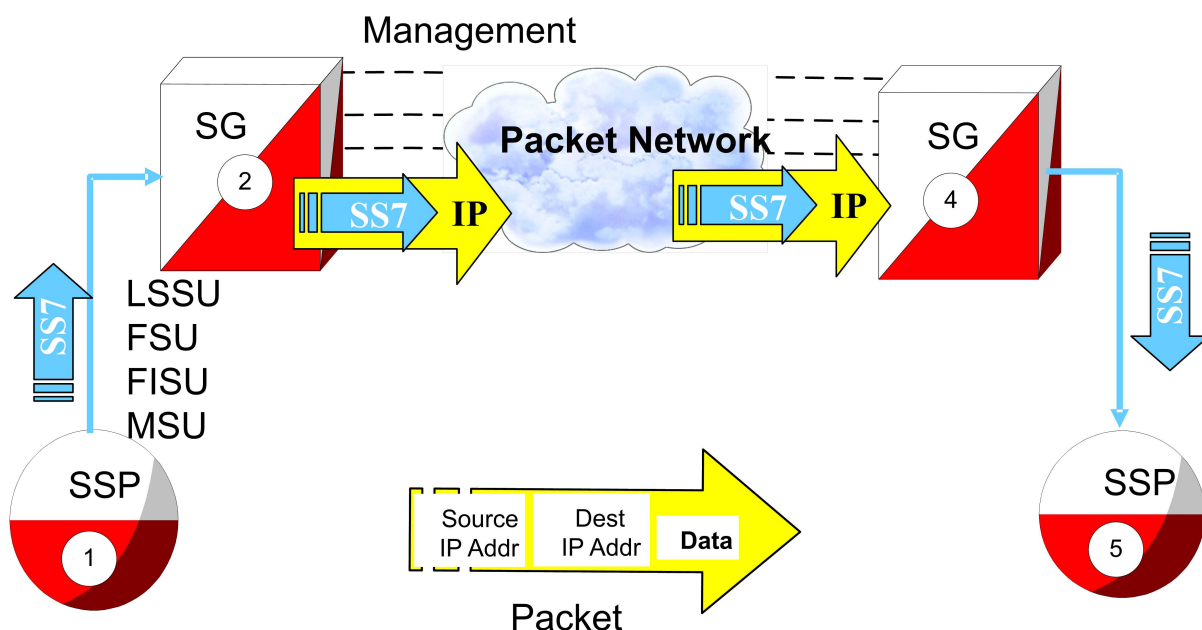 Management
SG
2
SS7
IP
Packet Network
SS7
IP
SG
4
SS7
LSSU
FSU
FISU
MSU
SS7
SSP
1
Source
IP Addr
Dest
IP Addr
Data
Packet
SSP
5